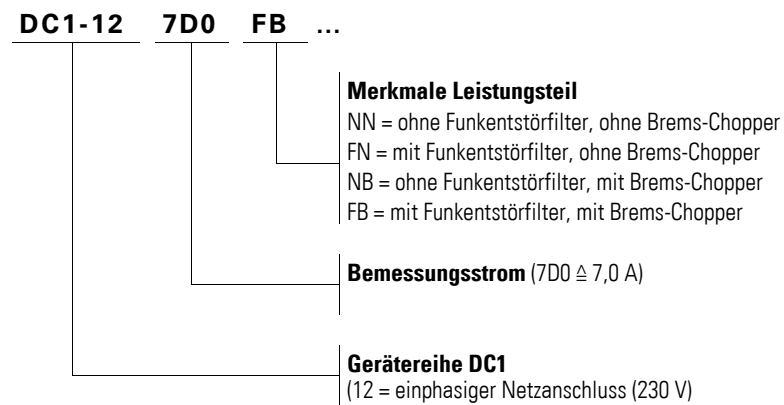 DC1-12 7D0 FB ...
Merkmale Leistungsteil
NN = ohne Funkentstörfilter, ohne Brems-Chopper
FN = mit Funkentstörfilter, ohne Brems-Chopper
NB = ohne Funkentstörfilter, mit Brems-Chopper
FB = mit Funkentstörfilter, mit Brems-Chopper
Bemessungsstrom (7D0 ≙ 7,0 A)
Gerätereihe DC1
(12 = einphasiger Netzanschluss (230 V)